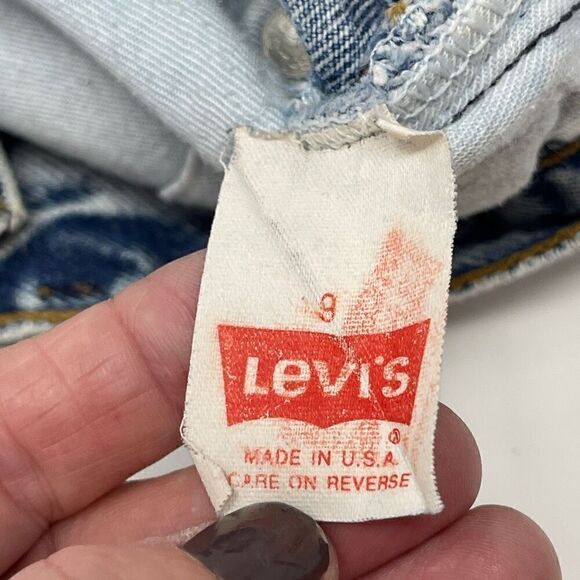 9
Levi's
®
MADE IN U.S.A
CARE ON REVERSE